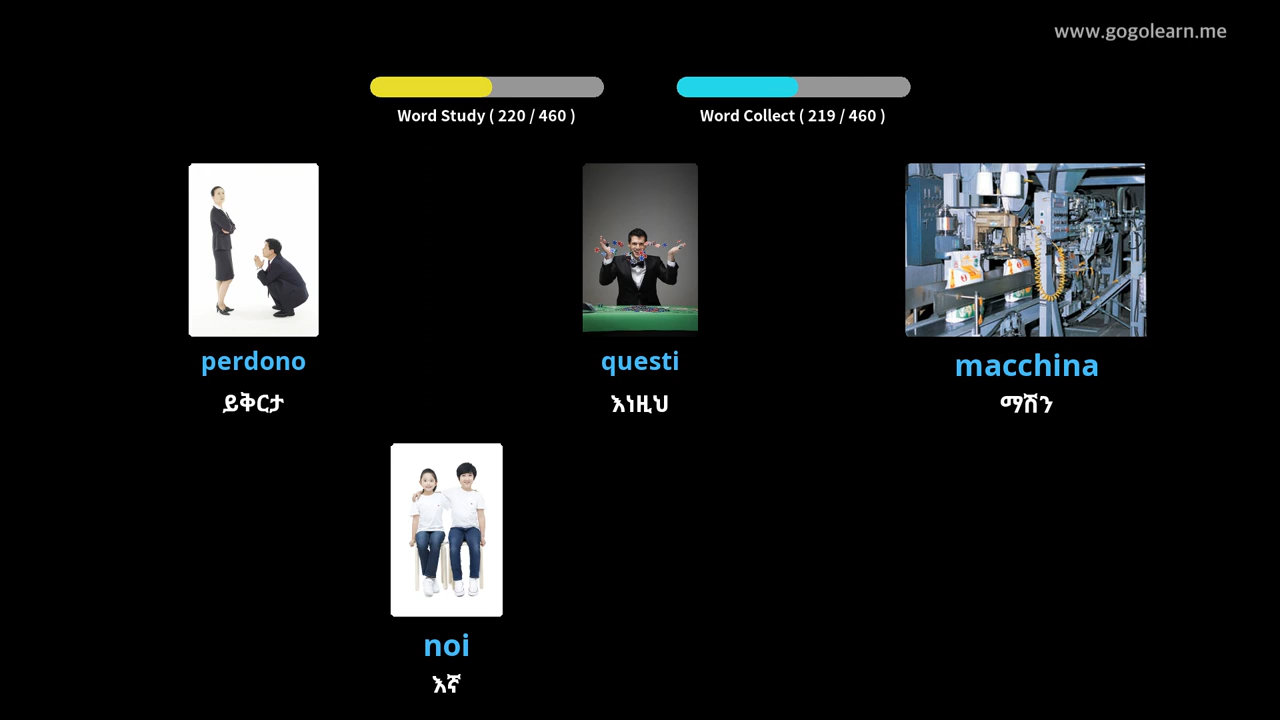 www.gogolearn.me
Word Study ( 220 / 460 )
Word Collect ( 219 / 460 )
perdono
ይቅርታ
questi
እነዚህ
macchina
ማሽን
noi
እኛ